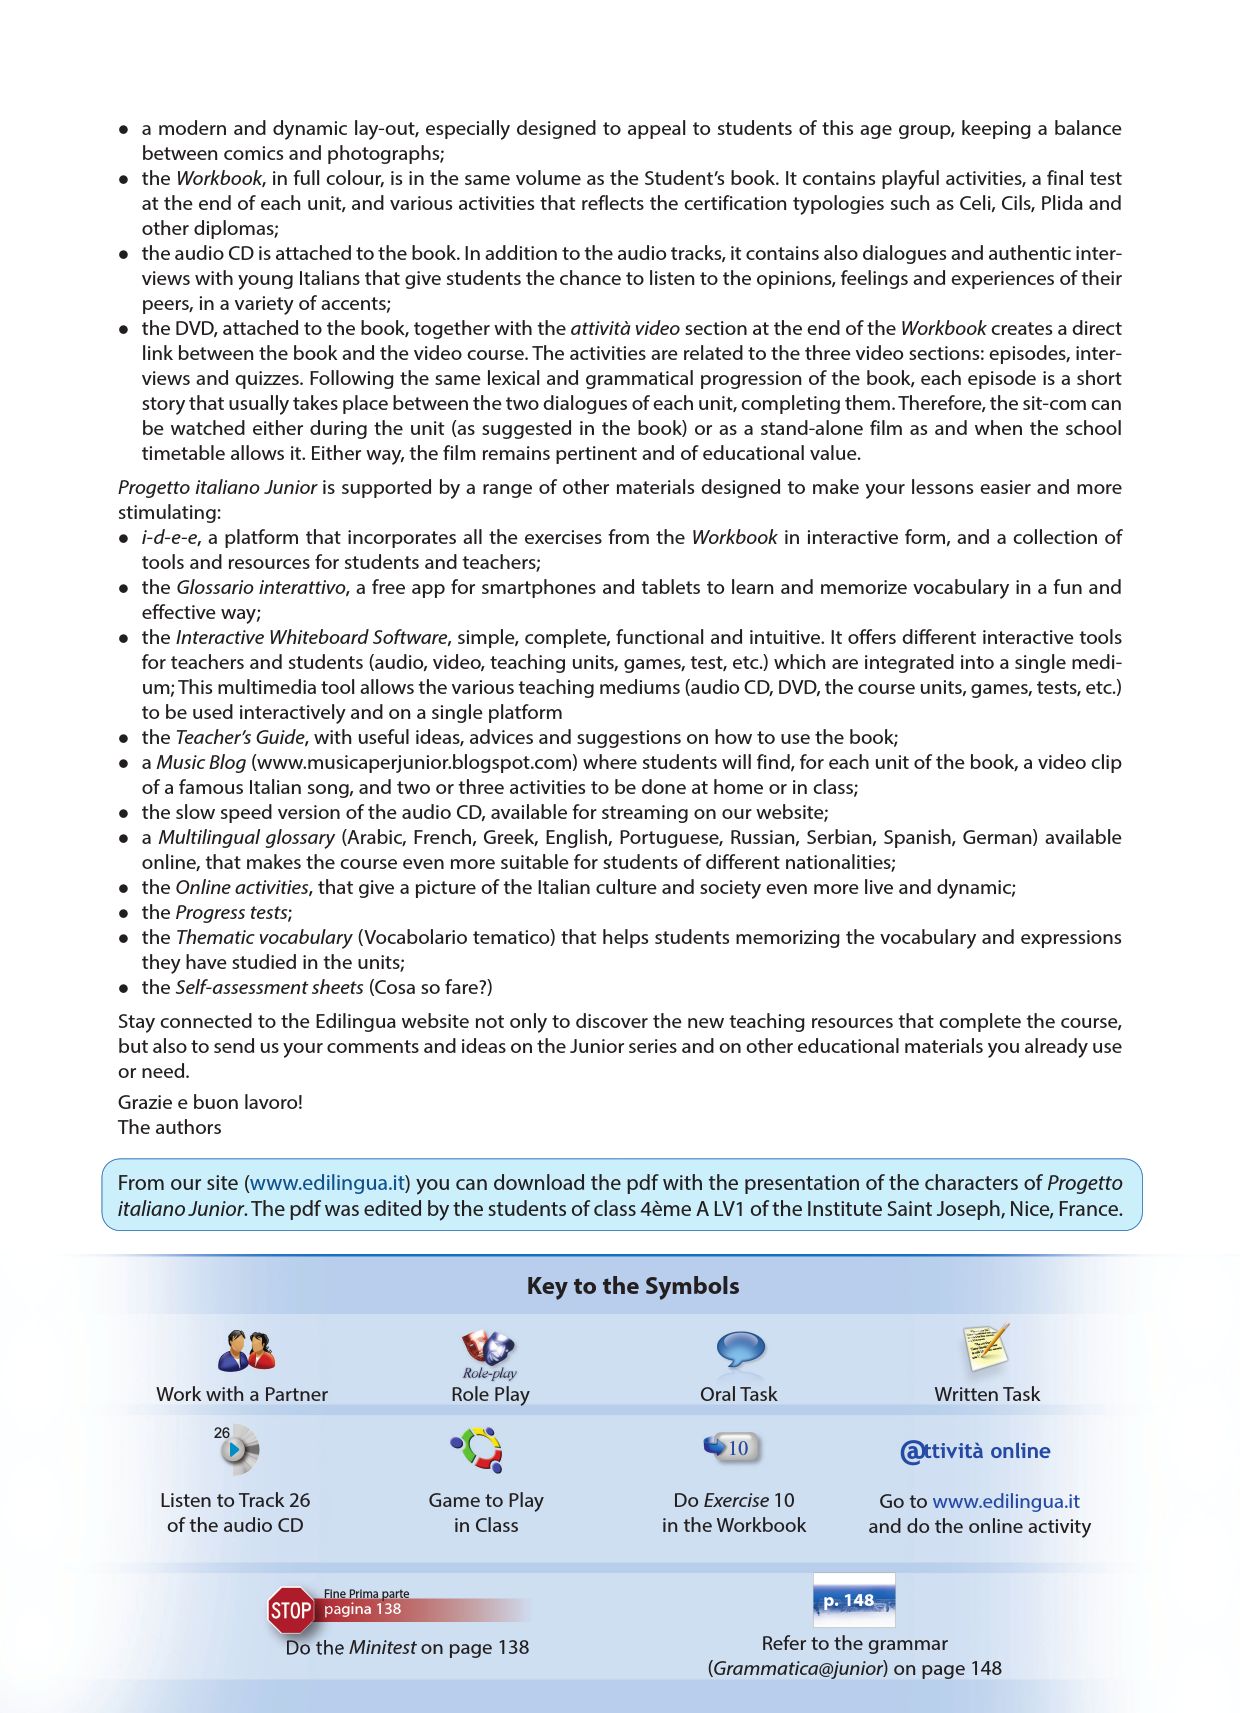 ● a modern and dynamic lay-out, especially designed to appeal to students of this age group, keeping a balance
between comics and photographs;
● the Workbook, in full colour, is in the same volume as the Student's book. It contains playful activities, a final test
at the end of each unit, and various activities that reflects the certification typologies such as Celi, Cils, Plida and
other diplomas;
● the audio CD is attached to the book. In addition to the audio tracks, it contains also dialogues and authentic inter-
views with young Italians that give students the chance to listen to the opinions, feelings and experiences of their
peers, in a variety of accents;
● the DVD, attached to the book, together with the attività video section at the end of the Workbook creates a direct
link between the book and the video course. The activities are related to the three video sections: episodes, inter-
views and quizzes. Following the same lexical and grammatical progression of the book, each episode is a short
story that usually takes place between the two dialogues of each unit, completing them. Therefore, the sit-com can
be watched either during the unit (as suggested in the book) or as a stand-alone film as and when the school
timetable allows it. Either way, the film remains pertinent and of educational value.
Progetto italiano Junior is supported by a range of other materials designed to make your lessons easier and more
stimulating:
● i-d-e-e, a platform that incorporates all the exercises from the Workbook in interactive form, and a collection of
tools and resources for students and teachers;
● the Glossario interattivo, a free app for smartphones and tablets to learn and memorize vocabulary in a fun and
effective way;
● the Interactive Whiteboard Software, simple, complete, functional and intuitive. It offers different interactive tools
for teachers and students (audio, video, teaching units, games, test, etc.) which are integrated into a single medi-
um; This multimedia tool allows the various teaching mediums (audio CD, DVD, the course units, games, tests, etc.)
to be used interactively and on a single platform
● the Teacher's Guide, with useful ideas, advices and suggestions on how to use the book;
● a Music Blog (www.musicaperjunior.blogspot.com) where students will find, for each unit of the book, a video clip
of a famous Italian song, and two or three activities to be done at home or in class;
● the slow speed version of the audio CD, available for streaming on our website;
● a Multilingual glossary (Arabic, French, Greek, English, Portuguese, Russian, Serbian, Spanish, German) available
online, that makes the course even more suitable for students of different nationalities;
● the Online activities, that give a picture of the Italian culture and society even more live and dynamic;
● the Progress tests;
● the Thematic vocabulary (Vocabolario tematico) that helps students memorizing the vocabulary and expressions
they have studied in the units;
● the Self-assessment sheets (Cosa so fare?)
Stay connected to the Edilingua website not only to discover the new teaching resources that complete the course,
but also to send us your comments and ideas on the Junior series and on other educational materials you already use
or need.
Grazie e buon lavoro!
The authors
From our site (www.edilingua.it) you can download the pdf with the presentation of the characters of Progetto
italiano Junior. The pdf was edited by the students of class 4ème A LV1 of the Institute Saint Joseph, Nice, France.
Key to the Symbols
Role-play
Work with a Partner
Role Play
Oral Task
Written Task
26
10
@ttività online
Listen to Track 26
of the audio CD
Game to Play
in Class
Do Exercise 10
in the Workbook
Go to www.edilingua.it
and do the online activity
STOP
Fine Prima parte
pagina 138
Do the Minitest on page 138
p. 148
Refer to the grammar
(Grammatica@junior) on page 148